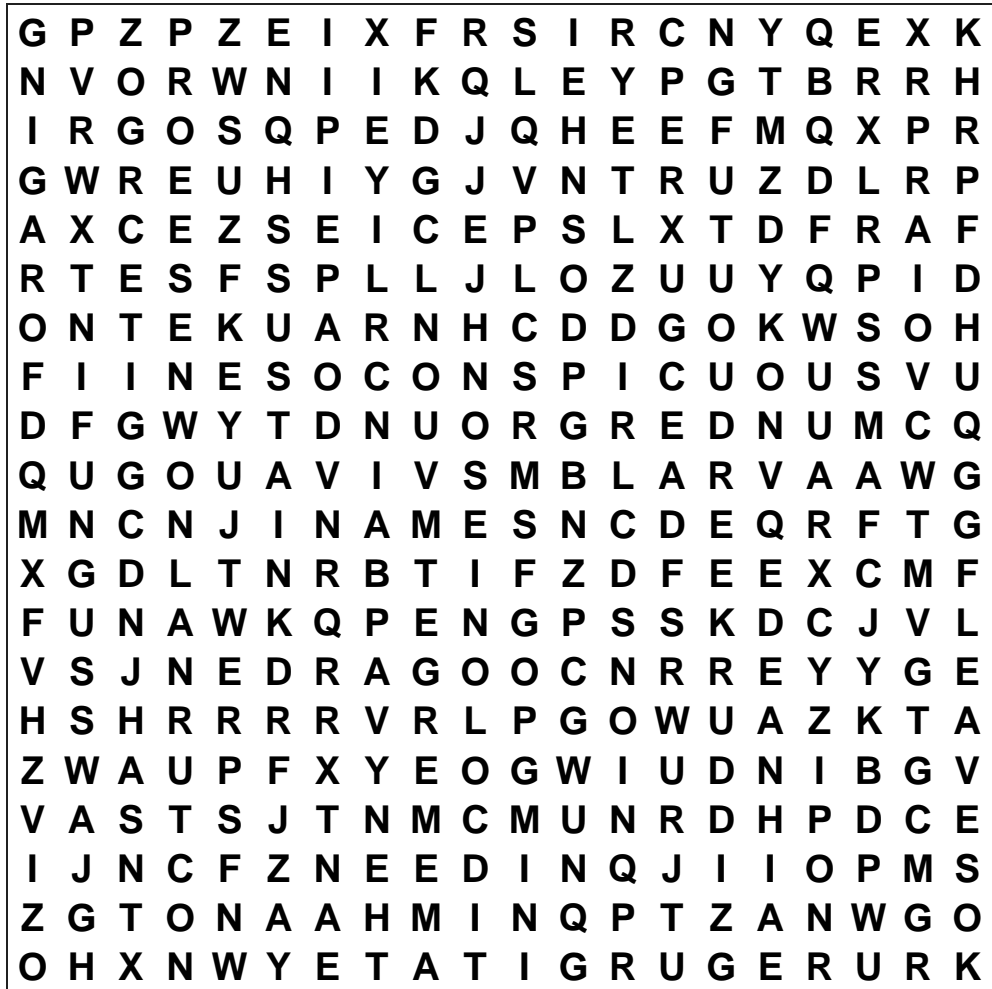 G P Z P Z E I X F R S I R C N Y Q E X K
N V O R W N I I K Q L E Y P G T B R R H
I R G O S Q P E D J Q H E E F M Q X P R
G W R E U H I Y G J V N T R U Z D L R P
A X C E Z S E I C E P S L X T D F R A F
R T E S F S P L L J L O Z U U Y Q P I D
O N T E K U A R N H C D D G O K W S O H
F I I N E S O C O N S P I C U O U S V U
D F G W Y T D N U O R G R E D N U M C Q
Q U G O U A V I V S M B L A R V A A W G
M N C N J I N A M E S N C D E Q R F T G
X G D L T N R B T I F Z D F E E X C M F
F U N A W K Q P E N G P S S K D C J V L
V S J N E D R A G O O C N R R E Y Y G E
H S H R R R R V R L P G O W U A Z K T A
Z W A U P F X Y E O G W I U D N I B G V
V A S T S J T N M C M U N R D H P D C E
I J N C F Z N E E D I N Q J I I O P M S
Z G T O N A A H M I N Q P T Z A N W G O
O H X N W Y E T A T I G R U G E R U R K